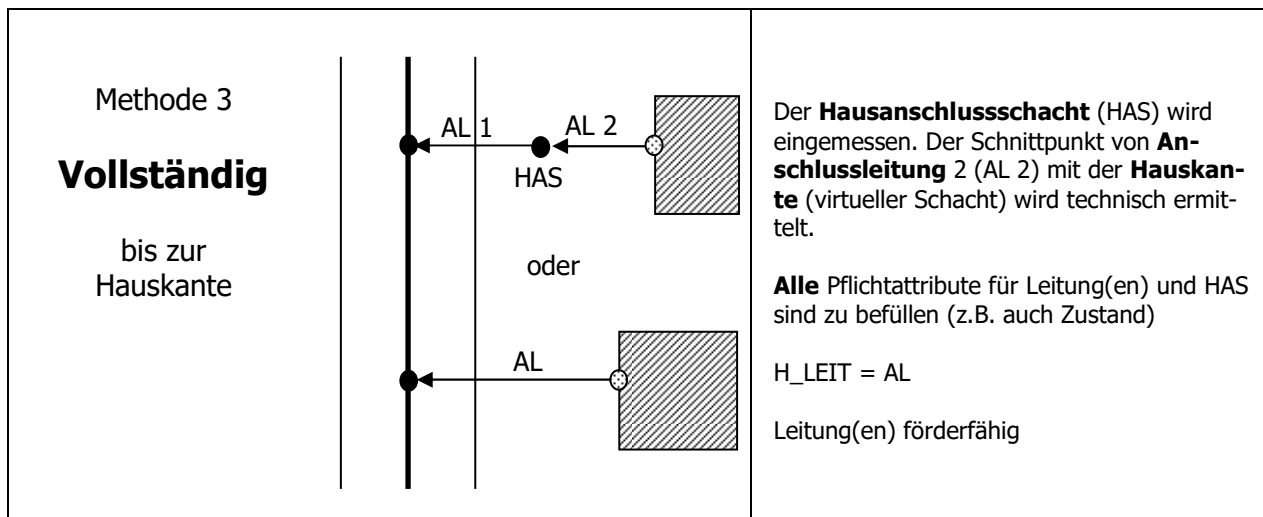 Methode 3
Vollständig
bis zur
Hauskante
AL 1
AL 2
HAS
oder
AL
Der Hausanschlussschacht (HAS) wird
eingemessen. Der Schnittpunkt von An-
schlussleitung 2 (AL 2) mit der Hauskan-
te (virtueller Schacht) wird technisch ermit-
telt.
Alle Pflichtattribute für Leitung(en) und HAS
sind zu befüllen (z.B. auch Zustand)
H_LEIT = AL
Leitung(en) förderfähig